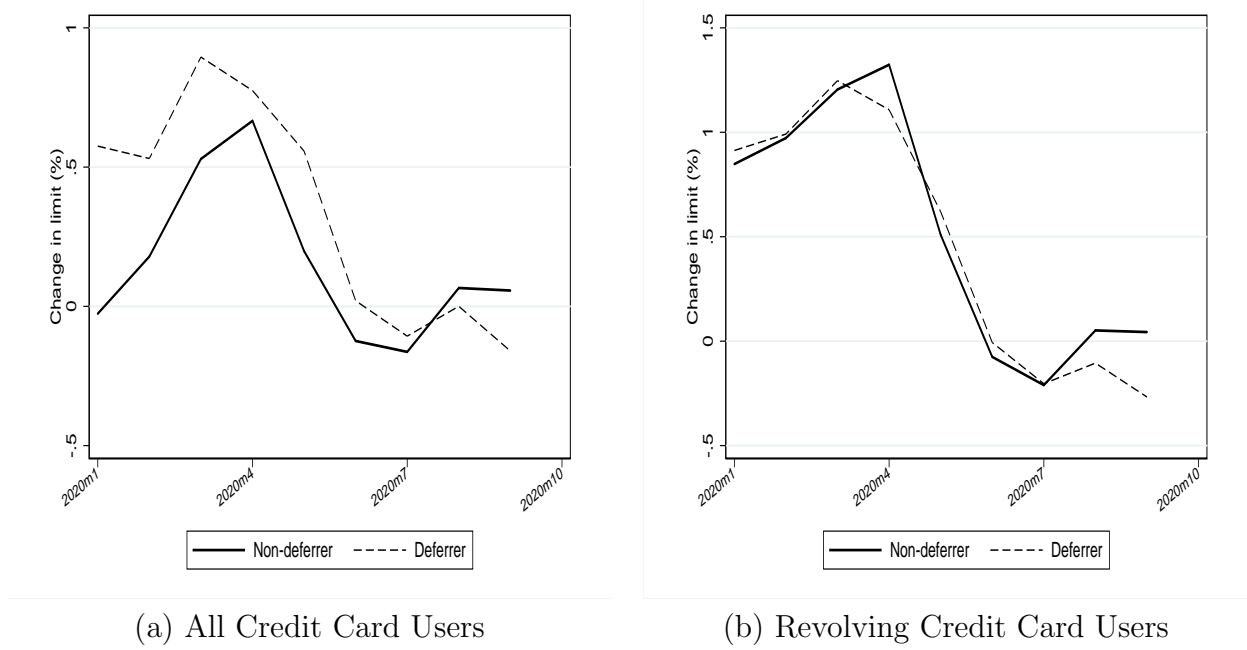 Change in limit (%)
1
.5
0
-.5
2020m1
2020m4
2020m7
2020m10
Non-deferrer
Deferrer
(a) All Credit Card Users
Change in limit (%)
1.5
1
.5
0
-.5
2020m1
2020m4
2020m7
2020m10
Non-deferrer
Deferrer
(b) Revolving Credit Card Users